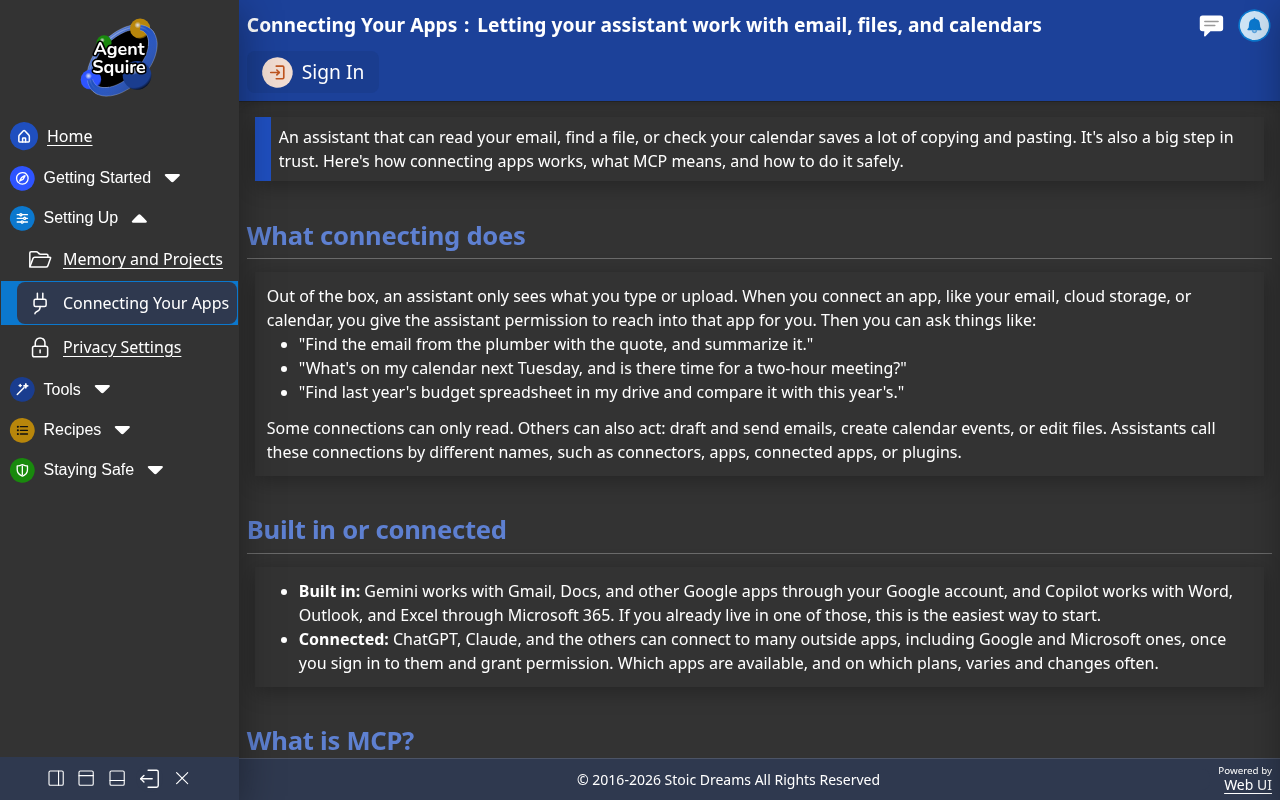 Agent
Squire
Home
Getting Started
Setting Up
Memory and Projects
Connecting Your Apps
Privacy Settings
Tools
Recipes
Staying Safe
Connecting Your Apps : Letting your assistant work with email, files, and calendars
Sign In
An assistant that can read your email, find a file, or check your calendar saves a lot of copying and pasting. It's also a big step in
trust. Here's how connecting apps works, what MCP means, and how to do it safely.
What connecting does
Out of the box, an assistant only sees what you type or upload. When you connect an app, like your email, cloud storage, or
calendar, you give the assistant permission to reach into that app for you. Then you can ask things like:
• "Find the email from the plumber with the quote, and summarize it."
• "What's on my calendar next Tuesday, and is there time for a two-hour meeting?"
• "Find last year's budget spreadsheet in my drive and compare it with this year's."
Some connections can only read. Others can also act: draft and send emails, create calendar events, or edit files. Assistants call
these connections by different names, such as connectors, apps, connected apps, or plugins.
Built in or connected
• Built in: Gemini works with Gmail, Docs, and other Google apps through your Google account, and Copilot works with Word,
Outlook, and Excel through Microsoft 365. If you already live in one of those, this is the easiest way to start.
• Connected: ChatGPT, Claude, and the others can connect to many outside apps, including Google and Microsoft ones, once
you sign in to them and grant permission. Which apps are available, and on which plans, varies and changes often.
What is MCP?
© 2016-2026 Stoic Dreams All Rights Reserved
Powered by
Web UI